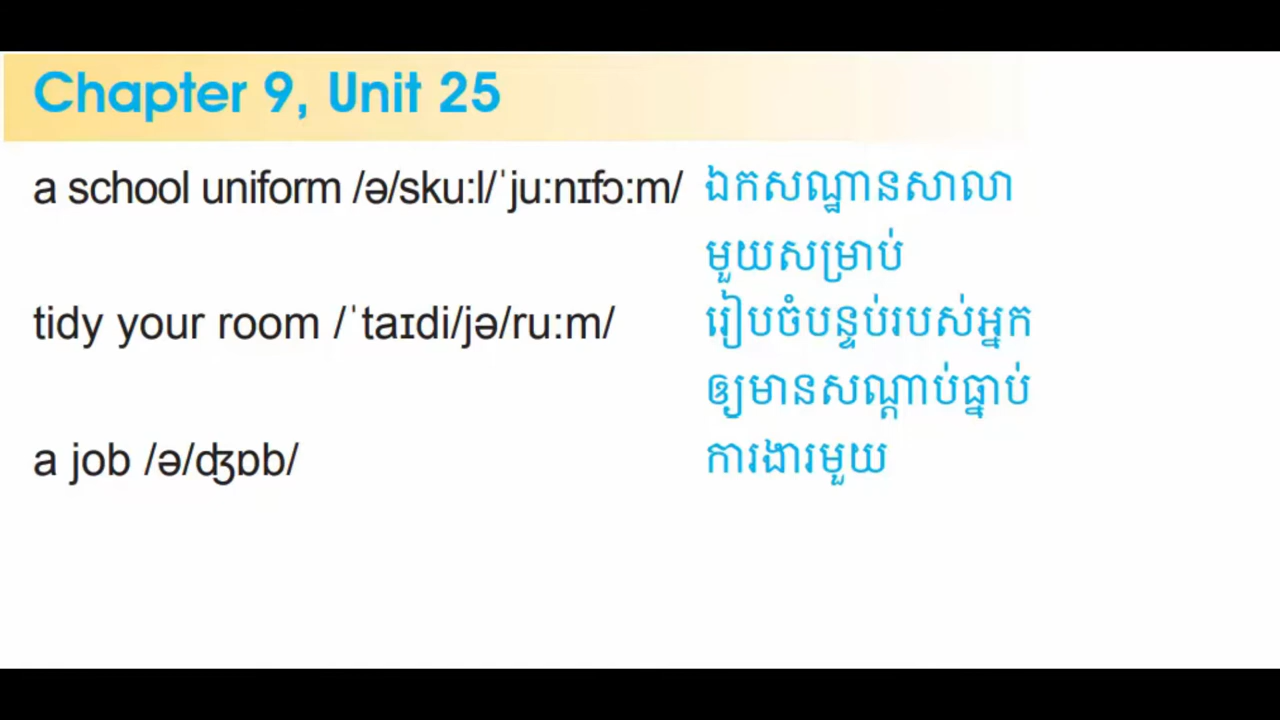 Chapter 9, Unit 25
a school uniform /ə/sku:l/ˈju:nɪfɔ:m/ ឯកសណ្ឋានសាលា
មួយសម្រាប់
tidy your room /ˈtaɪdi/jə/ru:m/ រៀបចំបន្ទប់របស់អ្នក
ឲ្យមានសណ្ដាប់ធ្នាប់
a job /ə/ʤɒb/ ការងារមួយ